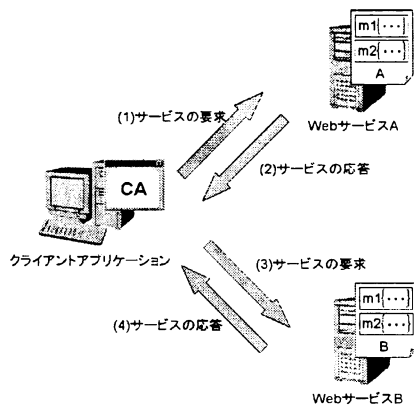 m1{･･･}
m2{･･･}
A
WebサービスA
(1)サービスの要求
(2)サービスの応答
CA
クライアントアプリケーション
(3)サービスの要求
(4)サービスの応答
m1{･･･}
m2{･･･}
B
WebサービスB